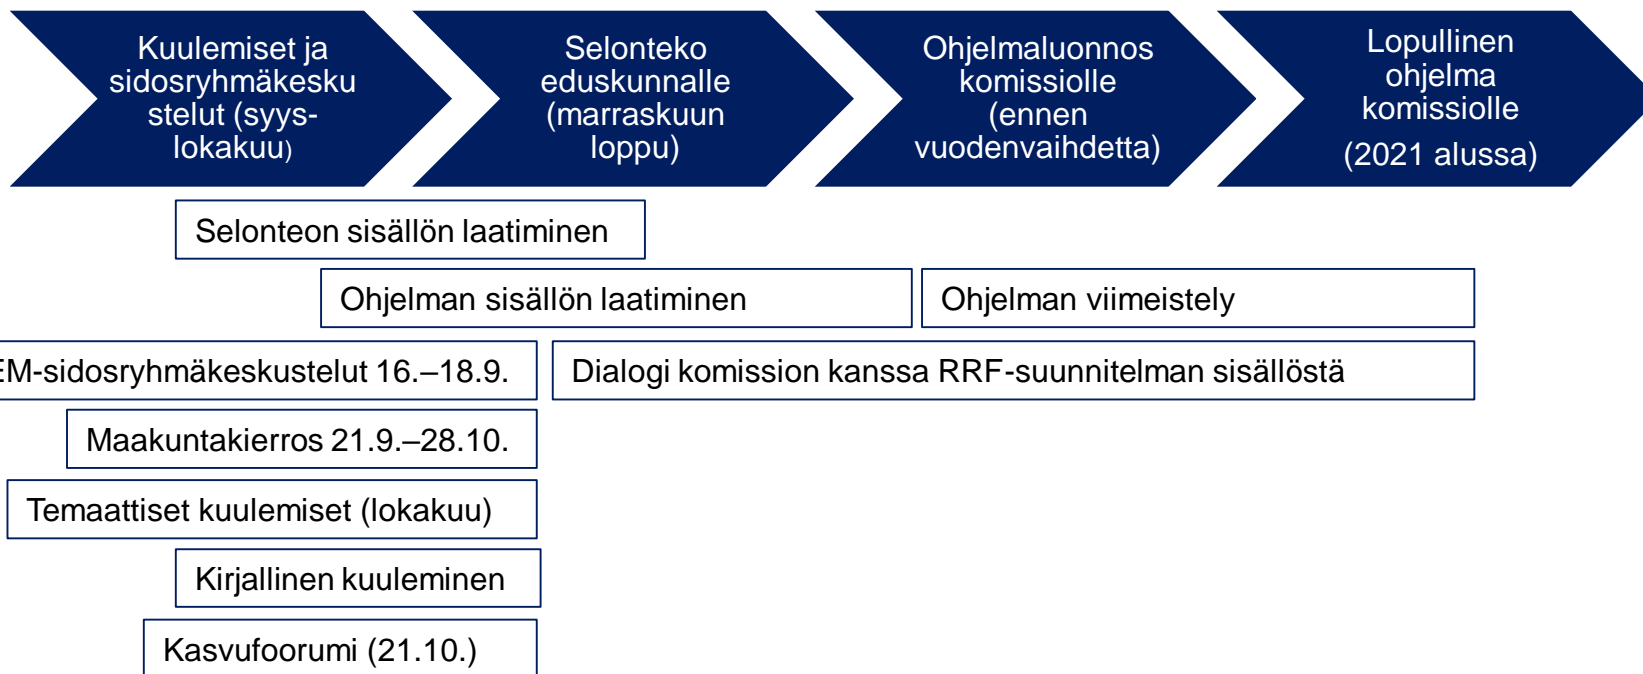 Kuulemiset ja
sidosryhmäkesku
stelut (syys-
lokakuu)
Selonteko
eduskunnalle
(marraskuun
loppu)
Ohjelmaluonnos
komissiolle
(ennen
vuodenvaihdetta)
Lopullinen
ohjelma
komissiolle
(2021 alussa)
Selonteon sisällön laatiminen
Ohjelman sisällön laatiminen
Ohjelman viimeistely
EM-sidosryhmäkeskustelut 16.–18.9.
Dialogi komission kanssa RRF-suunnitelman sisällöstä
Maakuntakierros 21.9.–28.10.
Temaattiset kuulemiset (lokakuu)
Kirjallinen kuuleminen
Kasvufoorumi (21.10.)